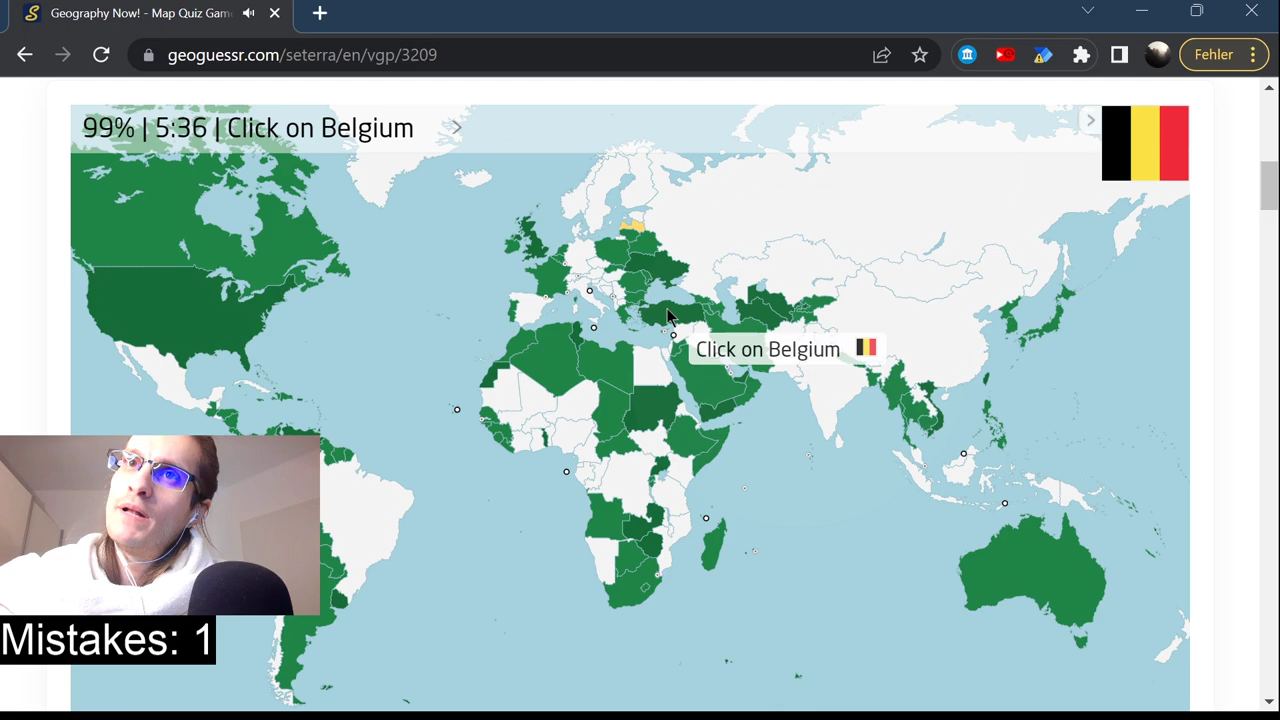 Geography Now! - Map Quiz Gam
geoguessr.com/seterra/en/vgp/3209
Fehler
99% | 5:36 | Click on Belgium
Click on Belgium
Mistakes: 1